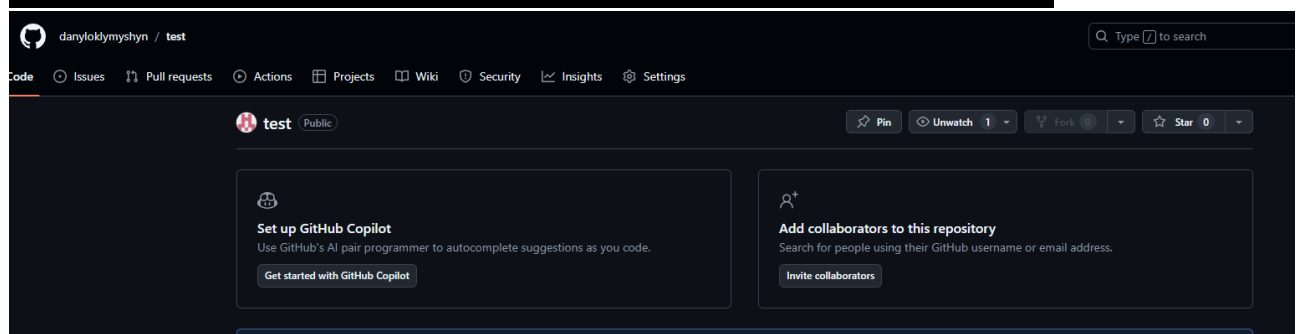 danyloklymyshyn / test
Type / to search
Code Issues Pull requests Actions Projects Wiki Security Insights Settings
test Public
Pin Unwatch 1 Fork 0 Star 0
Set up GitHub Copilot
Use GitHub's AI pair programmer to autocomplete suggestions as you code.
Get started with GitHub Copilot
Add collaborators to this repository
Search for people using their GitHub username or email address.
Invite collaborators